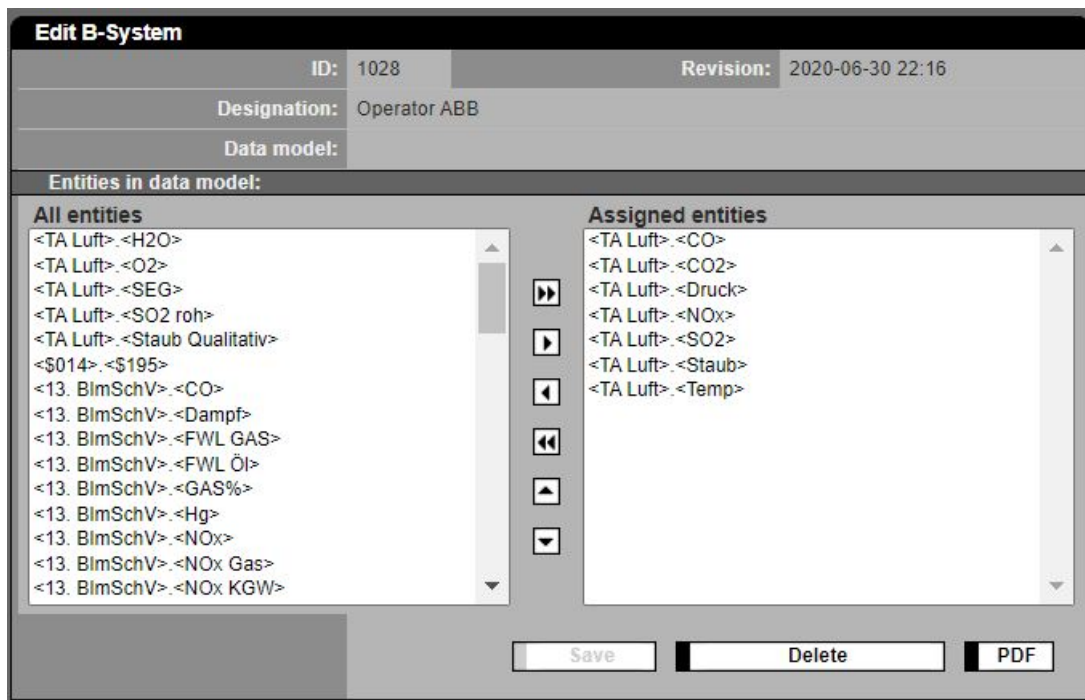 Edit B-System
ID: 1028 Revision: 2020-06-30 22:16
Designation: Operator ABB
Data model:
Entities in data model:
All entities
<TA Luft>.<H2O>
<TA Luft>.<O2>
<TA Luft>.<SEG>
<TA Luft>.<SO2 roh>
<TA Luft>.<Staub Qualitativ>
<$014>.<$195>
<13. BImSchV>.<CO>
<13. BImSchV>.<Dampf>
<13. BImSchV>.<FWL GAS>
<13. BImSchV>.<FWL Öl>
<13. BImSchV>.<GAS%>
<13. BImSchV>.<Hg>
<13. BImSchV>.<NOx>
<13. BImSchV>.<NOx Gas>
<13. BImSchV>.<NOx KGW>
Assigned entities
<TA Luft>.<CO>
<TA Luft>.<CO2>
<TA Luft>.<Druck>
<TA Luft>.<NOx>
<TA Luft>.<SO2>
<TA Luft>.<Staub>
<TA Luft>.<Temp>
Save Delete PDF